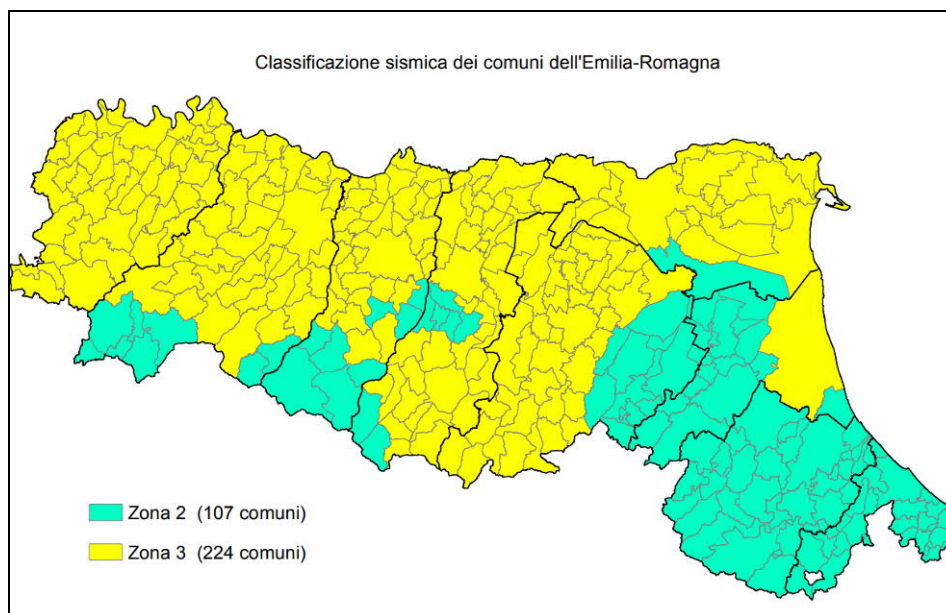 Classificazione sismica dei comuni dell'Emilia-Romagna
Zona 2 (107 comuni)
Zona 3 (224 comuni)